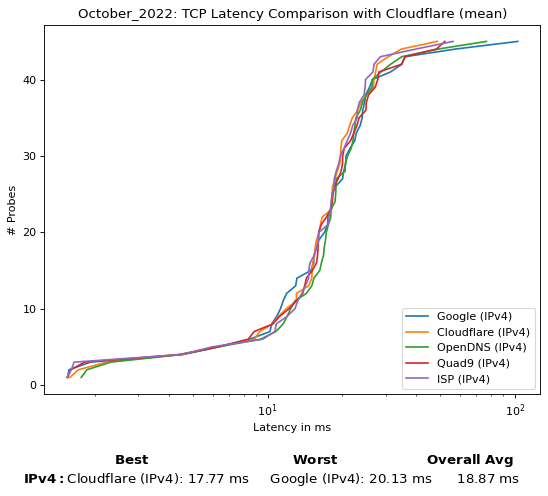 October_2022: TCP Latency Comparison with Cloudflare (mean)
# Probes
40
30
20
10
0
Google (IPv4)
Cloudflare (IPv4)
OpenDNS (IPv4)
Quad9 (IPv4)
ISP (IPv4)
10¹ 10²
Latency in ms
Best Worst Overall Avg
IPv4: Cloudflare (IPv4): 17.77 ms Google (IPv4): 20.13 ms 18.87 ms